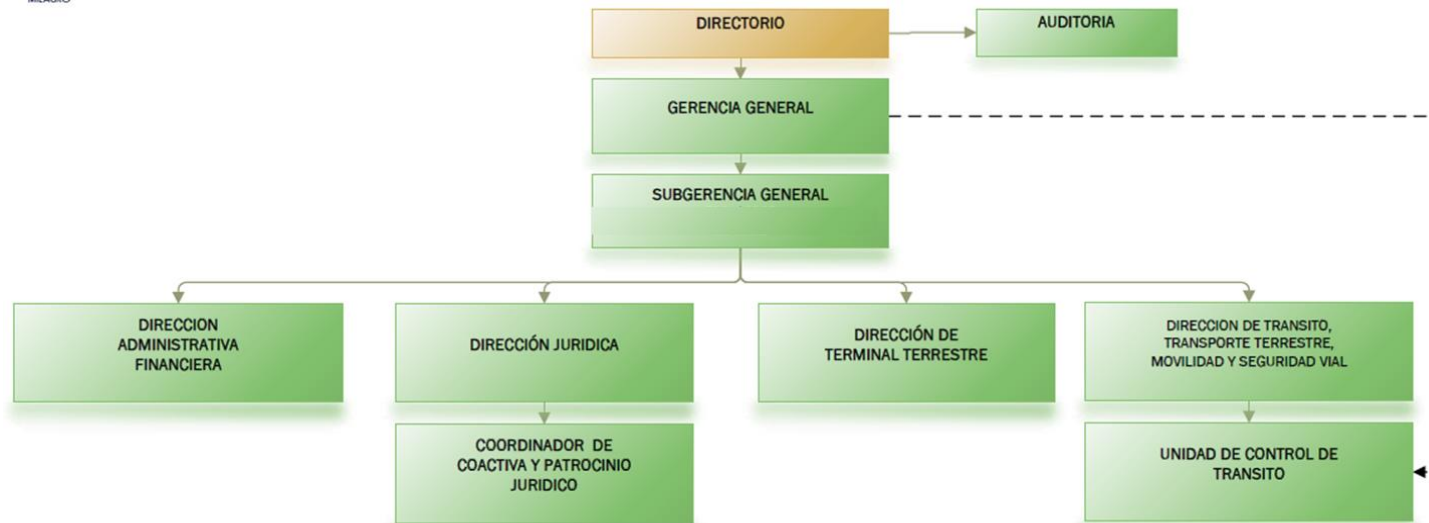 MILAGRO
DIRECTORIO
AUDITORIA
GERENCIA GENERAL
SUBGERENCIA GENERAL
DIRECCION
ADMINISTRATIVA
FINANCIERA
DIRECCIÓN JURIDICA
DIRECCIÓN DE
TERMINAL TERRESTRE
DIRECCION DE TRANSITO,
TRANSPORTE TERRESTRE,
MOVILIDAD Y SEGURIDAD VIAL
COORDINADOR DE
COACTIVA Y PATROCINIO
JURIDICO
UNIDAD DE CONTROL DE
TRANSITO